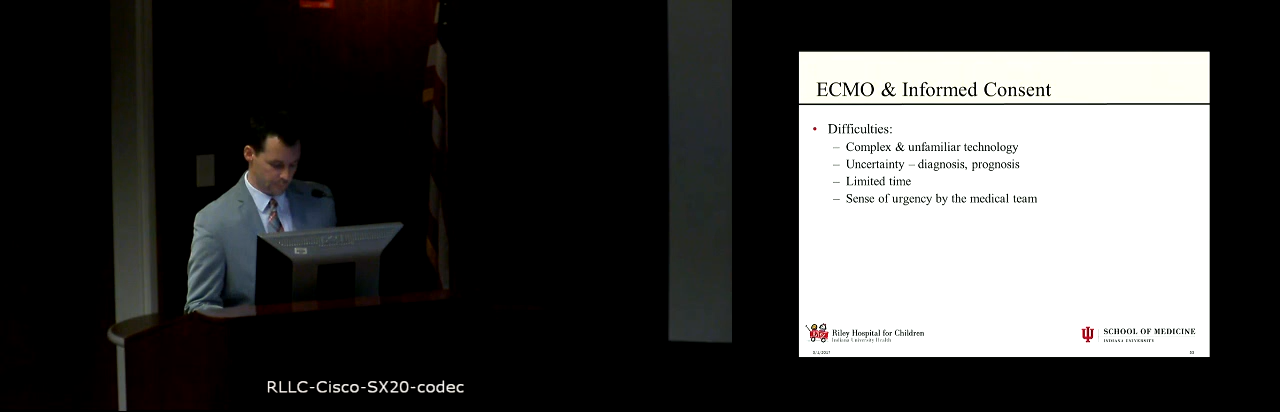 ECMO & Informed Consent
• Difficulties:
– Complex & unfamiliar technology
– Uncertainty – diagnosis, prognosis
– Limited time
– Sense of urgency by the medical team
Riley Hospital for Children
Indiana University Health
SCHOOL OF MEDICINE
INDIANA UNIVERSITY
RLLC-Cisco-SX20-codec